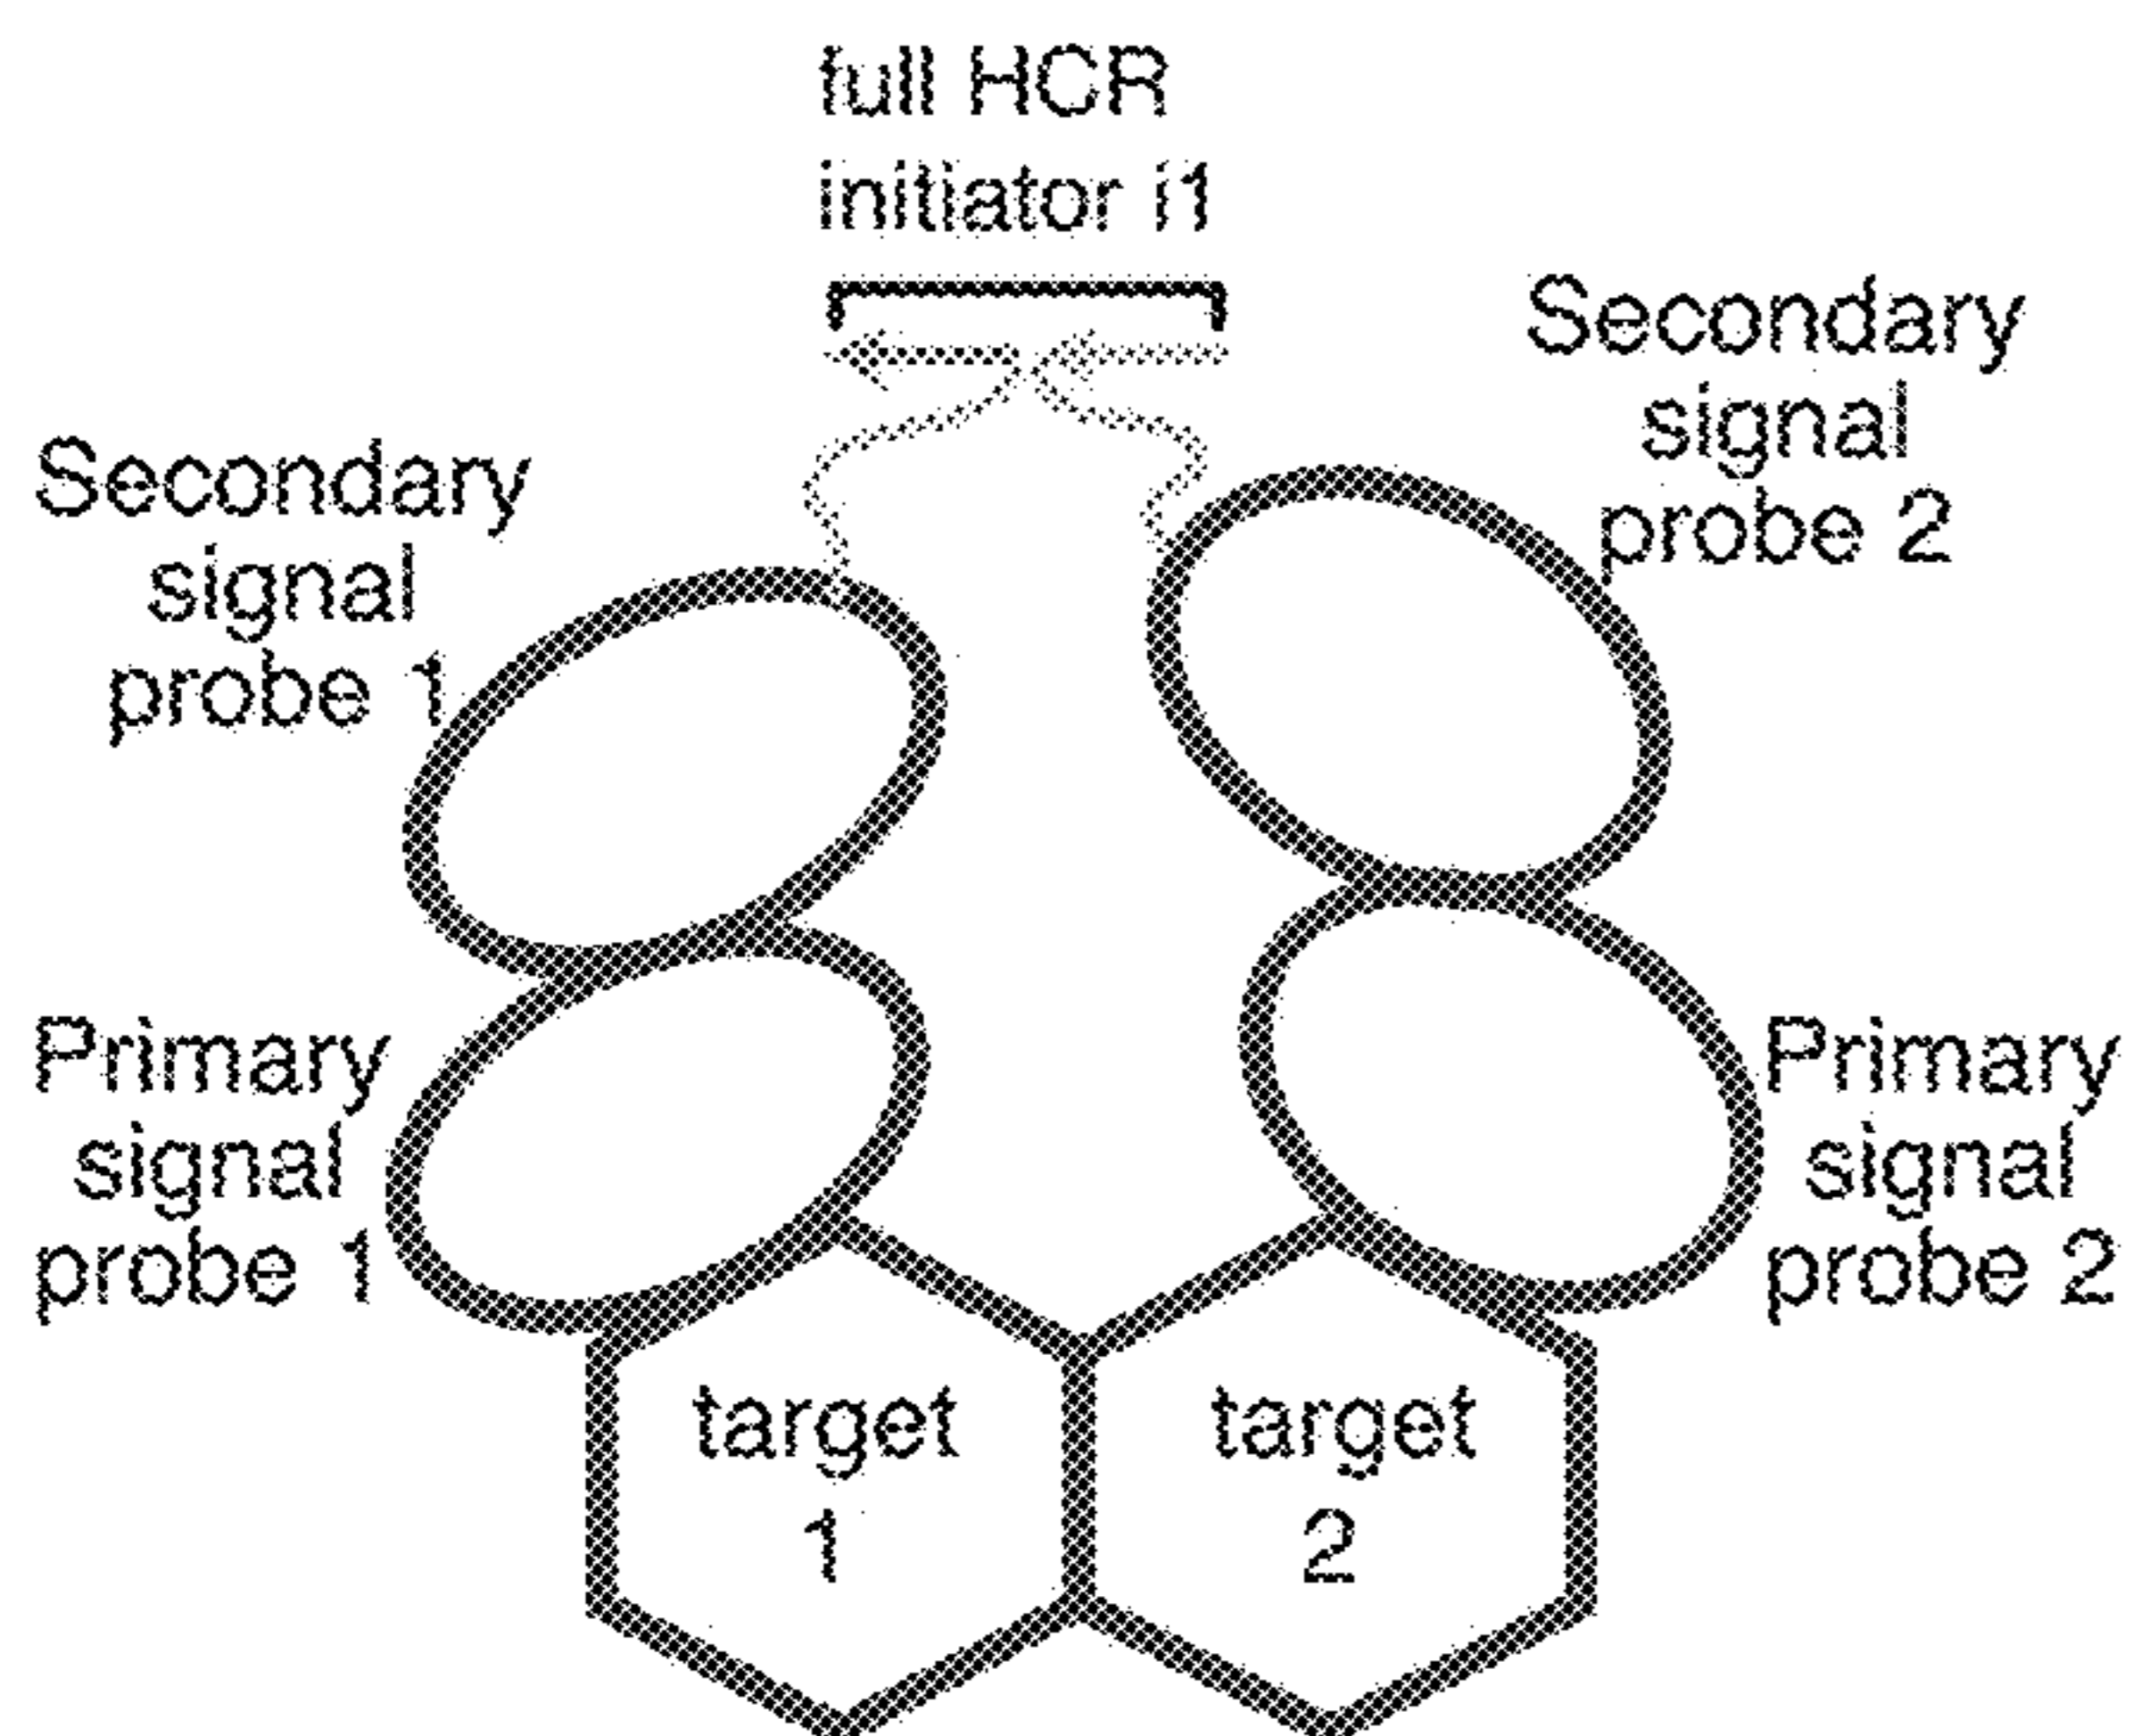 full HCR
initiator i1
Secondary
signal
probe 2
Secondary
signal
probe 1
Primary
signal
probe 1
Primary
signal
probe 2
target
1
target
2